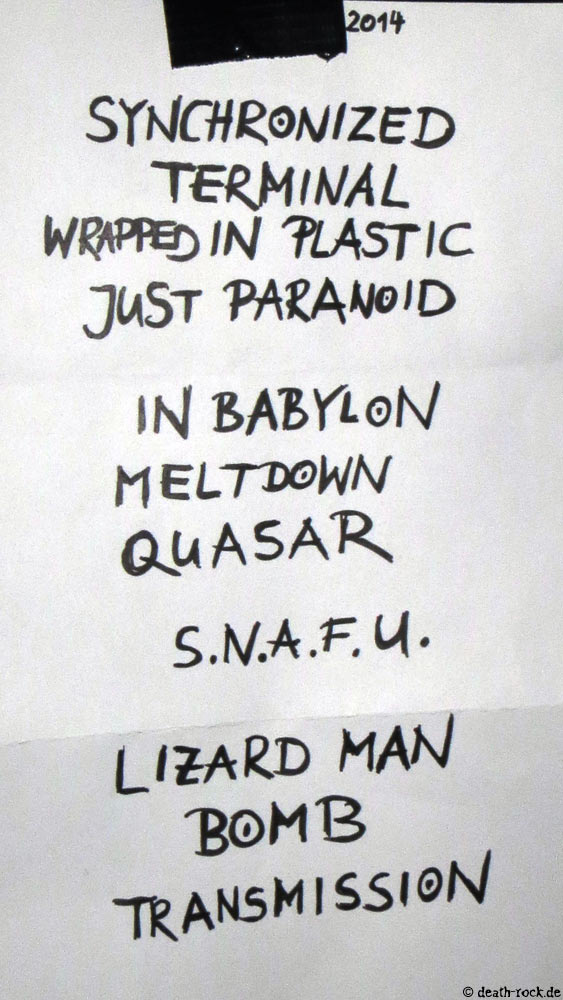 2014
SYNCHRONIZED
TERMINAL
WRAPPED IN PLASTIC
JUST PARANOID
IN BABYLON
MELTDOWN
QUASAR
S.N.A.F.U.
LIZARD MAN
BOMB
TRANSMISSION
© death-rock.de